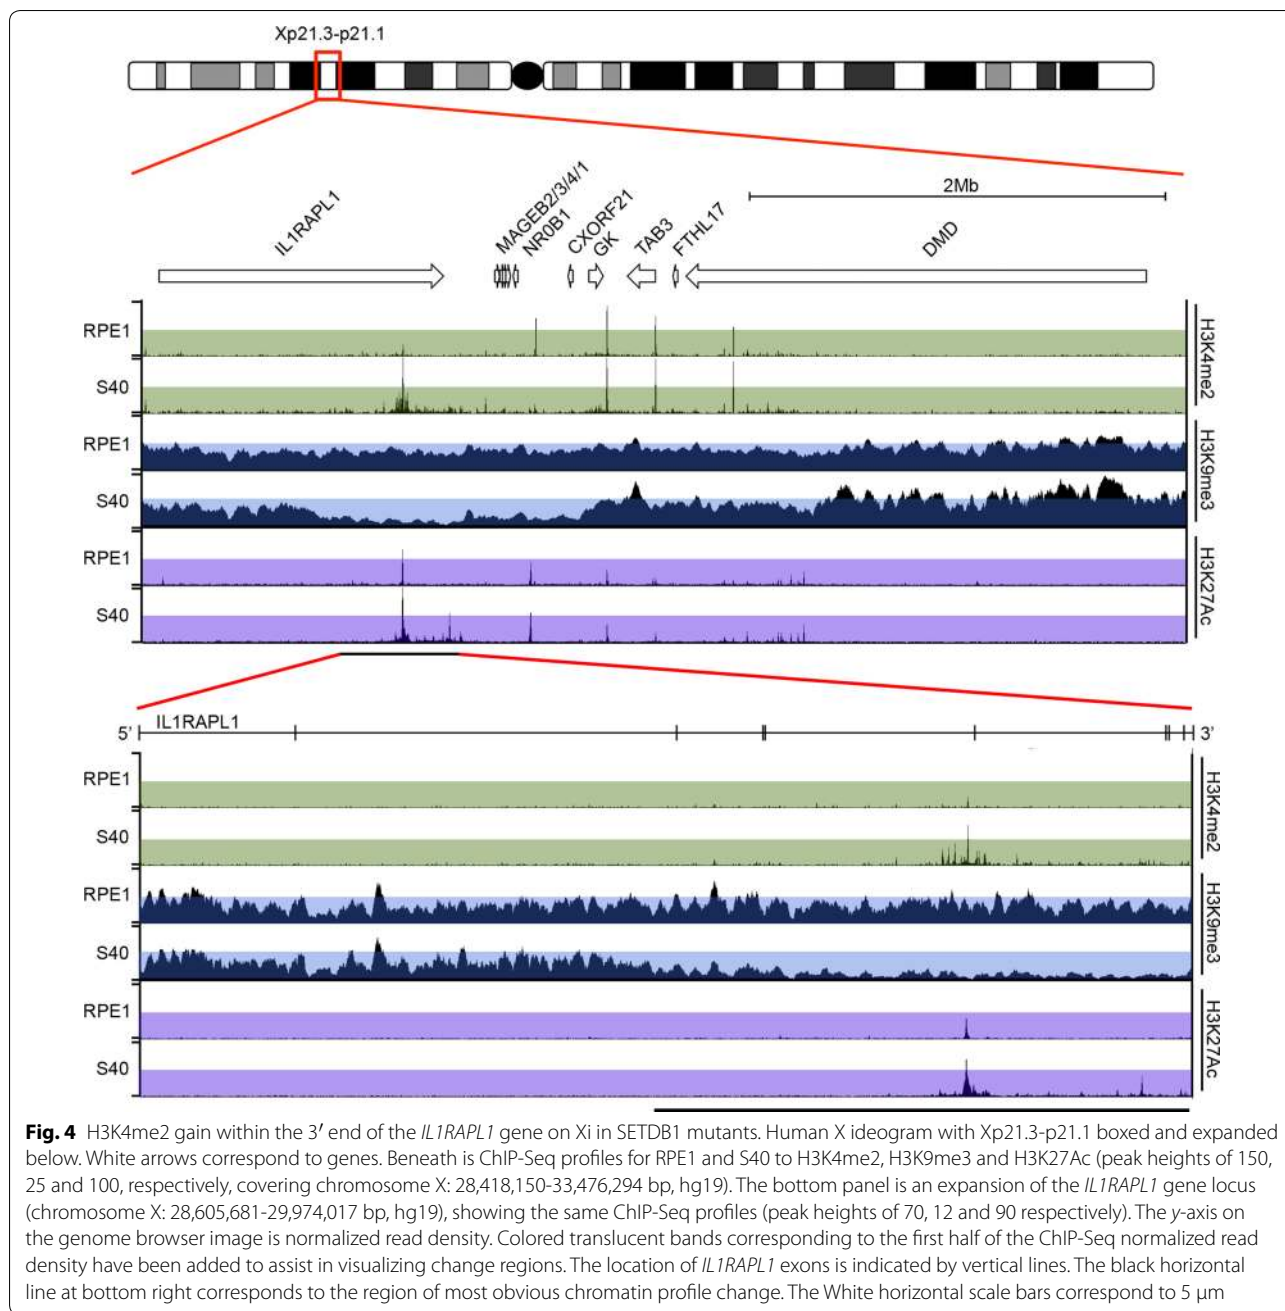 Xp21.3-p21.1
2Mb
IL1RAPL1
MAGEB2/3/4/1
NR0B1
CXORF21
GK
TAB3
FTHL17
DMD
RPE1
S40
H3K4me2
RPE1
S40
H3K9me3
RPE1
S40
H3K27Ac
IL1RAPL1
5’
3’
RPE1
S40
H3K4me2
RPE1
S40
H3K9me3
RPE1
S40
H3K27Ac
Fig. 4 H3K4me2 gain within the 3′ end of the IL1RAPL1 gene on Xi in SETDB1 mutants. Human X ideogram with Xp21.3-p21.1 boxed and expanded
below. White arrows correspond to genes. Beneath is ChIP-Seq profiles for RPE1 and S40 to H3K4me2, H3K9me3 and H3K27Ac (peak heights of 150,
25 and 100, respectively, covering chromosome X: 28,418,150-33,476,294 bp, hg19). The bottom panel is an expansion of the IL1RAPL1 gene locus
(chromosome X: 28,605,681-29,974,017 bp, hg19), showing the same ChIP-Seq profiles (peak heights of 70, 12 and 90 respectively). The y-axis on
the genome browser image is normalized read density. Colored translucent bands corresponding to the first half of the ChIP-Seq normalized read
density have been added to assist in visualizing change regions. The location of IL1RAPL1 exons is indicated by vertical lines. The black horizontal
line at bottom right corresponds to the region of most obvious chromatin profile change. The White horizontal scale bars correspond to 5 μm